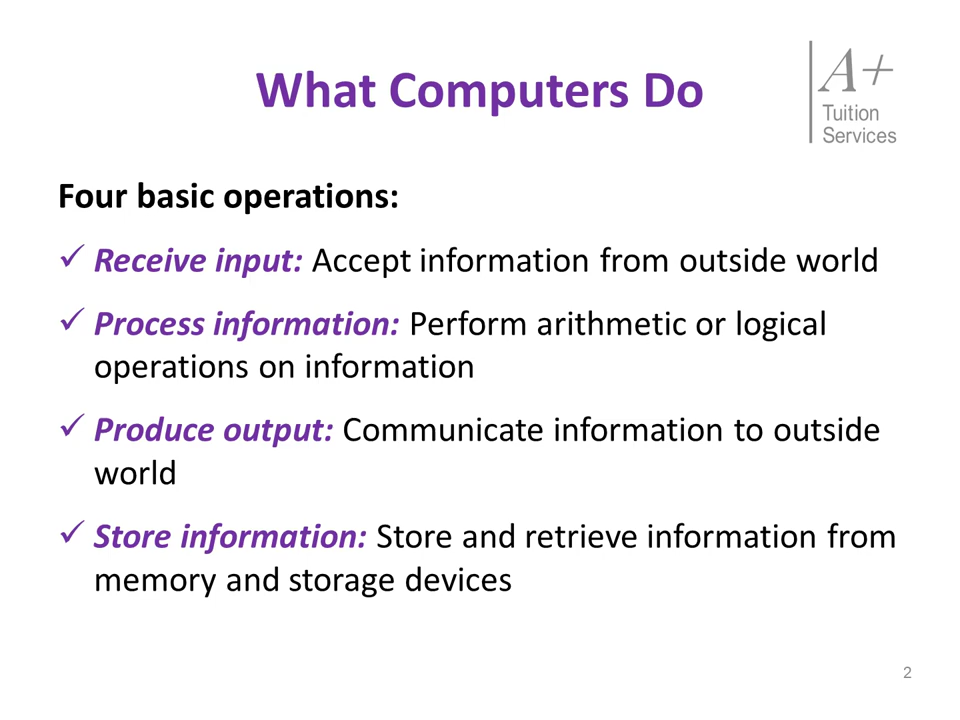 What Computers Do
A+
Tuition
Services
Four basic operations:
✓ Receive input: Accept information from outside world
✓ Process information: Perform arithmetic or logical
operations on information
✓ Produce output: Communicate information to outside
world
✓ Store information: Store and retrieve information from
memory and storage devices
2